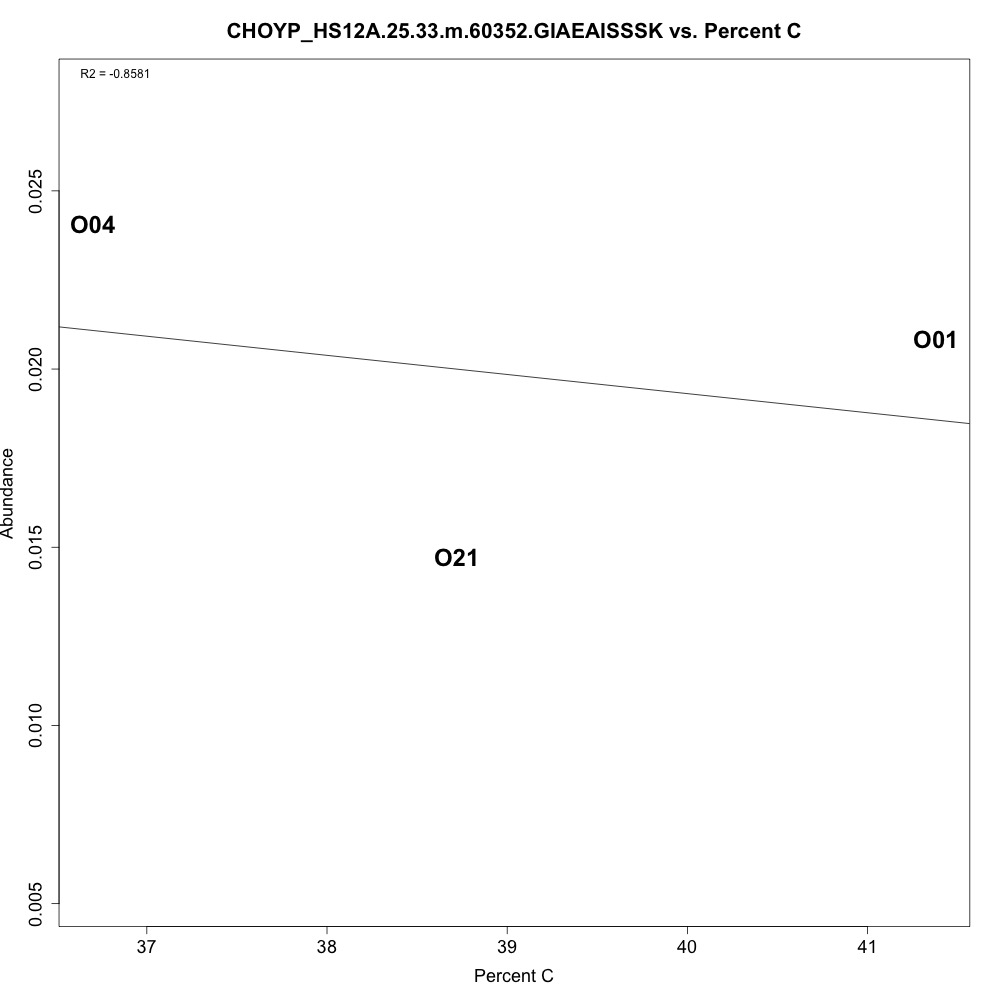 CHOYP_HS12A.25.33.m.60352.GIAEAISSSK vs. Percent C
R2 = -0.8581
0.025
O04
O01
0.020
Abundance
0.015
O21
0.010
0.005
37 38 39 40 41
Percent C